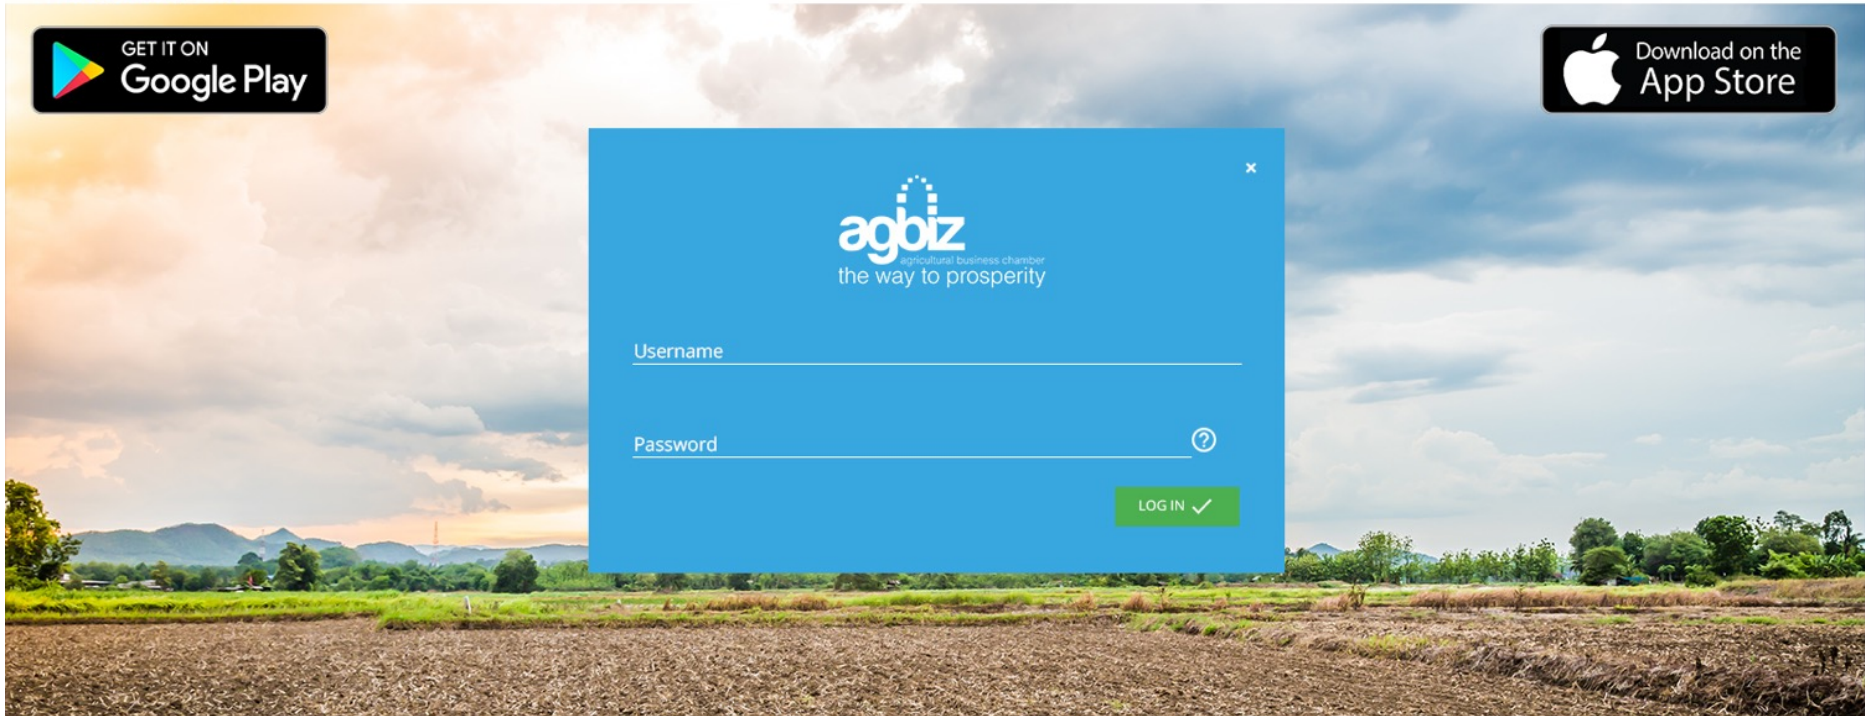 GET IT ON
Google Play
Download on the
App Store
agbiz
agricultural business chamber
the way to prosperity
Username
Password
LOG IN